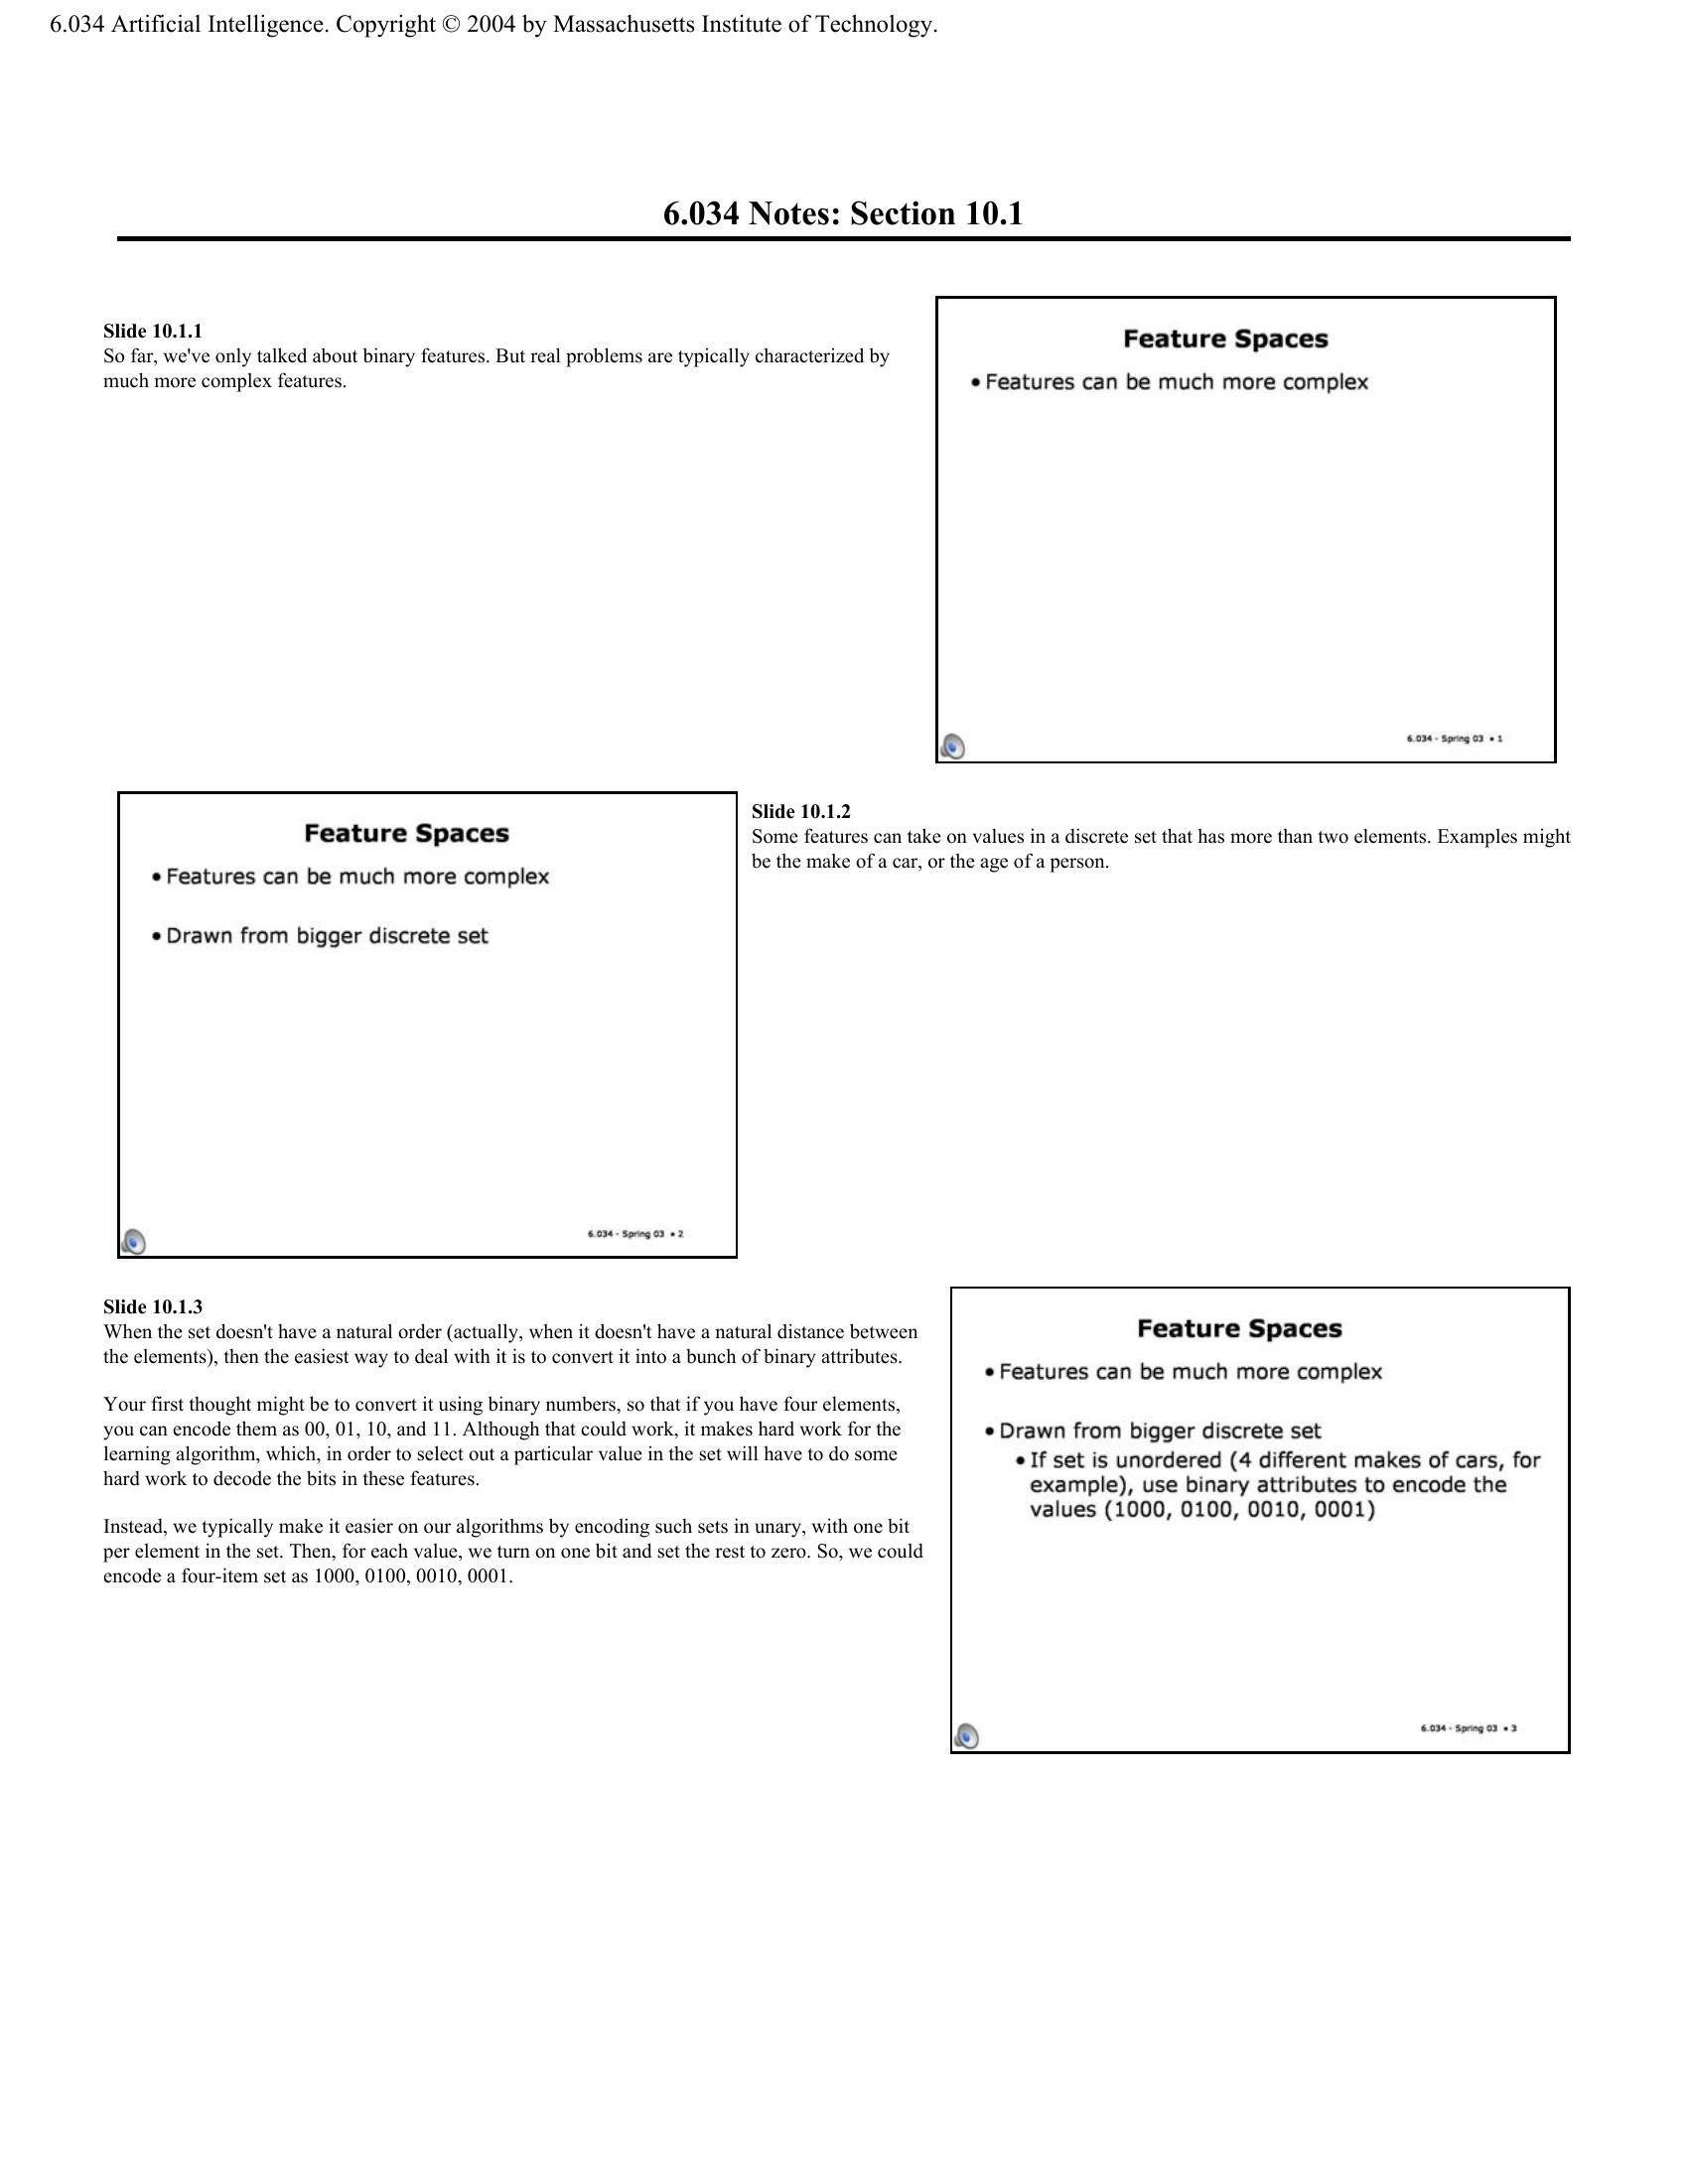 6.034 Artificial Intelligence. Copyright © 2004 by Massachusetts Institute of Technology.
6.034 Notes: Section 10.1
Slide 10.1.1
So far, we've only talked about binary features. But real problems are typically characterized by
much more complex features.
Feature Spaces
• Features can be much more complex
6.034 - Spring 03 • 1
Feature Spaces
• Features can be much more complex
• Drawn from bigger discrete set
6.034 - Spring 03 • 2
Slide 10.1.2
Some features can take on values in a discrete set that has more than two elements. Examples might
be the make of a car, or the age of a person.
Slide 10.1.3
When the set doesn't have a natural order (actually, when it doesn't have a natural distance between
the elements), then the easiest way to deal with it is to convert it into a bunch of binary attributes.
Your first thought might be to convert it using binary numbers, so that if you have four elements,
you can encode them as 00, 01, 10, and 11. Although that could work, it makes hard work for the
learning algorithm, which, in order to select out a particular value in the set will have to do some
hard work to decode the bits in these features.
Instead, we typically make it easier on our algorithms by encoding such sets in unary, with one bit
per element in the set. Then, for each value, we turn on one bit and set the rest to zero. So, we could
encode a four-item set as 1000, 0100, 0010, 0001.
Feature Spaces
• Features can be much more complex
• Drawn from bigger discrete set
• If set is unordered (4 different makes of cars, for
example), use binary attributes to encode the
values (1000, 0100, 0010, 0001)
6.034 - Spring 03 • 3